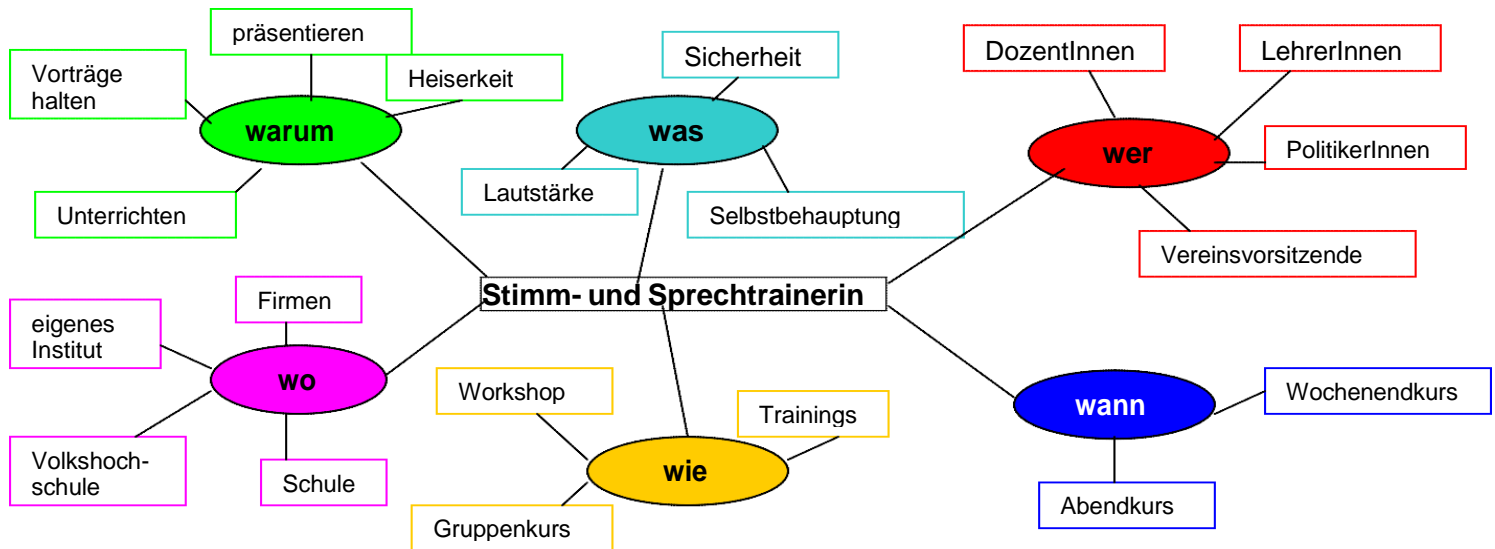 präsentieren
Vorträge
halten
Heiserkeit
warum
Unterrichten
Sicherheit
was
Lautstärke
Selbstbehauptung
DozentInnen
LehrerInnen
wer
PolitikerInnen
Vereinsvorsitzende
Stimm- und Sprechtrainerin
Firmen
eigenes
Institut
wo
Volkshoch-
schule
Schule
Workshop
Trainings
wie
Gruppenkurs
Wochenendkurs
wann
Abendkurs